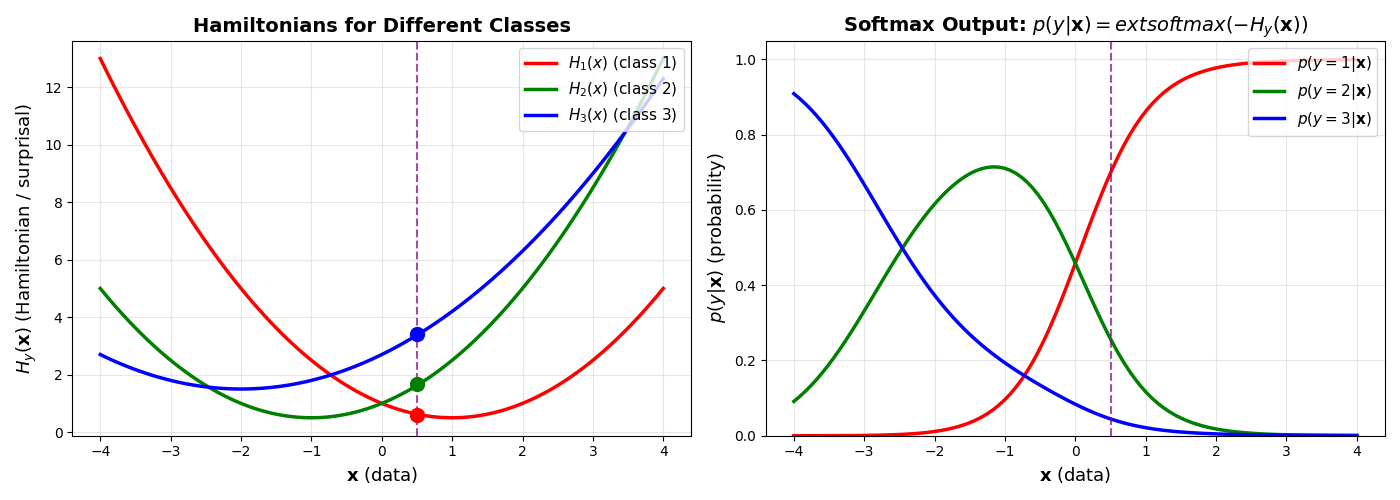 Hamiltonians for Different Classes
H₁(x) (class 1)
H₂(x) (class 2)
H₃(x) (class 3)
H_y(𝐱) (Hamiltonian / surprisal)
12
10
8
6
4
2
0
−4 −3 −2 −1 0 1 2 3 4
𝐱 (data)
Softmax Output: p(y|𝐱) = extsoftmax(−H_y(𝐱))
p(y = 1|𝐱)
p(y = 2|𝐱)
p(y = 3|𝐱)
p(y|𝐱) (probability)
1.0
0.8
0.6
0.4
0.2
0.0
−4 −3 −2 −1 0 1 2 3 4
𝐱 (data)